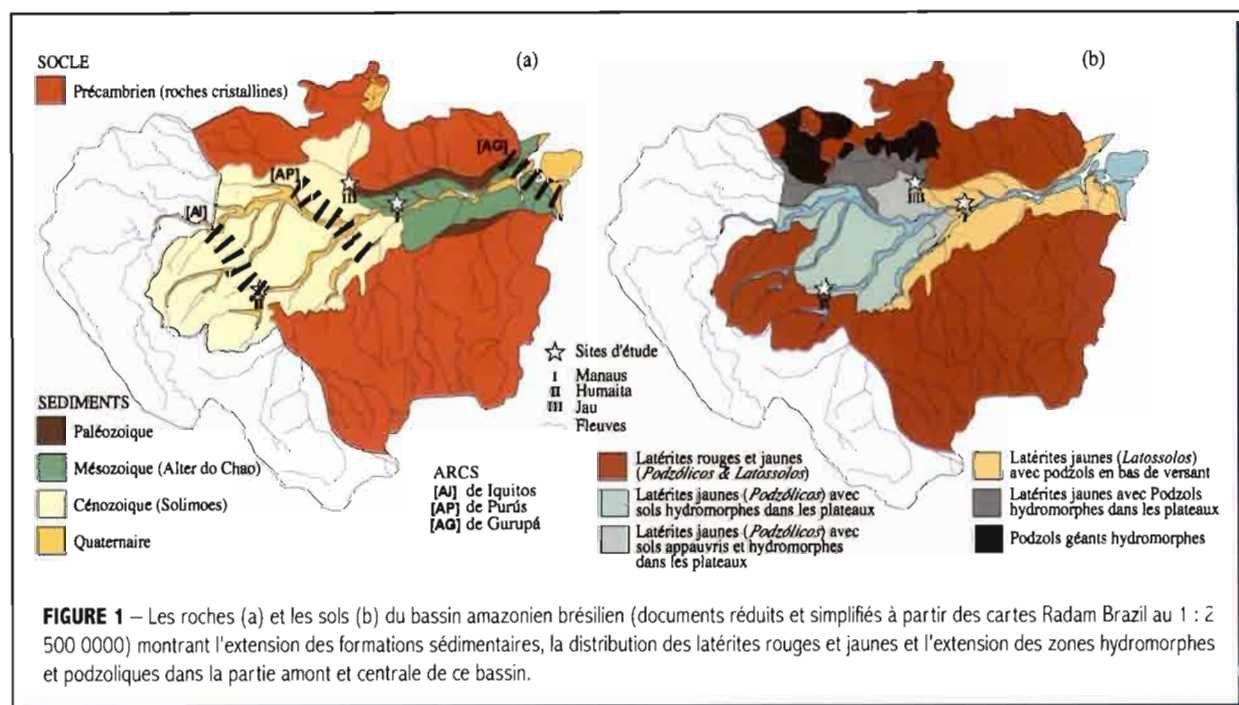 SOCLE
Précambrien (roches cristallines)
(a)
[AG]
[AP]
[AI]
III
I
II
SEDIMENTS
Paléozoique
Mésozoique (Alter do Chao)
Cénozoique (Solimoes)
Quaternaire
ARCS
[AI] de Iquitos
[AP] de Purús
[AG] de Gurupá
Sites d'étude
I Manaus
II Humaita
III Jau
Fleuves
(b)
III
I
II
Latérites rouges et jaunes
(Podzólicos & Latossolos)
Latérites jaunes (Podzólicos) avec
sols hydromorphes dans les plateaux
Latérites jaunes (Podzólicos) avec
sols appauvris et hydromorphes
dans les plateaux
Latérites jaunes (Latossolos)
avec podzols en bas de versant
Latérites jaunes avec Podzols
hydromorphes dans les plateaux
Podzols géants hydromorphes
FIGURE 1 – Les roches (a) et les sols (b) du bassin amazonien brésilien (documents réduits et simplifiés à partir des cartes Radam Brazil au 1 : 2
500 0000) montrant l'extension des formations sédimentaires, la distribution des latérites rouges et jaunes et l'extension des zones hydromorphes
et podzoliques dans la partie amont et centrale de ce bassin.